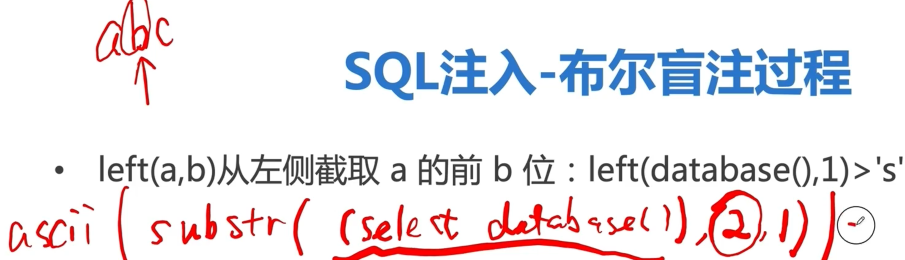 abc
SQL注入-布尔盲注过程
• left(a,b)从左侧截取 a 的前 b 位：left(database(),1)>'s'
ascii(substr((select database()),2,1))